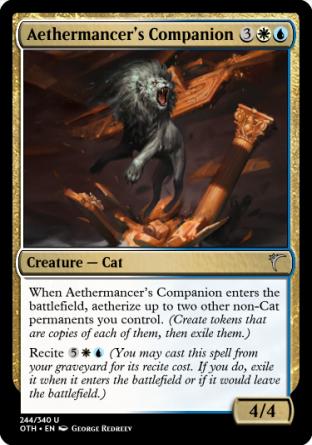 Aethermancer's Companion 3
Creature — Cat
When Aethermancer's Companion enters the
battlefield, aetherize up to two other non-Cat
permanents you control. (Create tokens that
are copies of each of them, then exile them.)
Recite 5 (You may cast this spell from
your graveyard for its recite cost. If you do, exile
it when it enters the battlefield or if it would leave
the battlefield.)
4/4
244/340 U
OTH • EN George Redreev